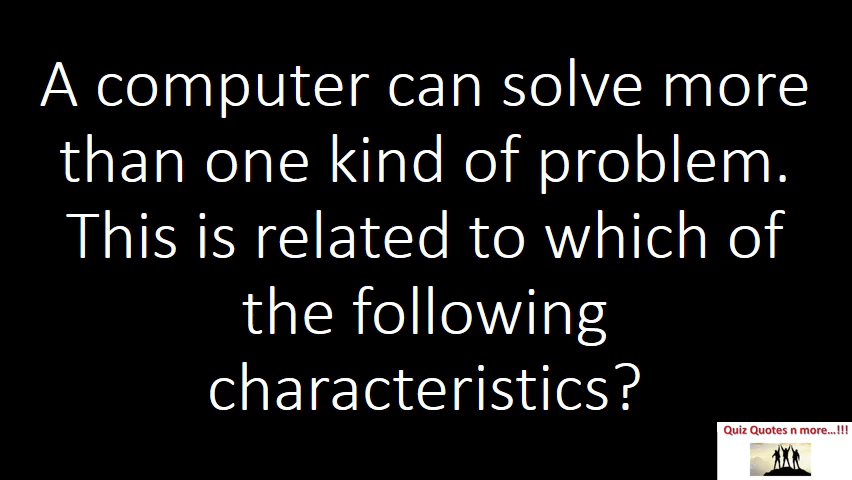 A computer can solve more
than one kind of problem.
This is related to which of
the following
characteristics?
Quiz Quotes n more...!!!